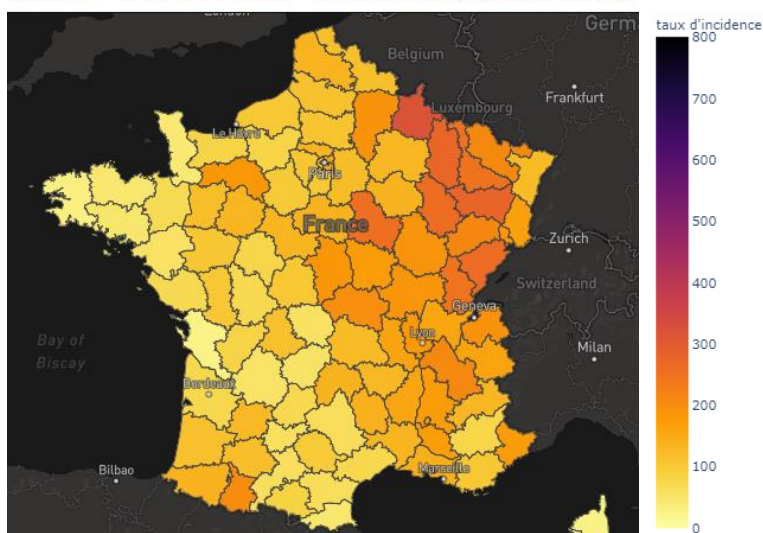 London
Germ
taux d'incidence
Belgium
800
Luxembourg
Frankfurt
700
Le Havre
Paris
600
France
500
Zurich
Switzerland
400
Geneva
Bay of
Biscay
Lyon
Milan
300
Bordeaux
200
Bilbao
Marseille
100
0